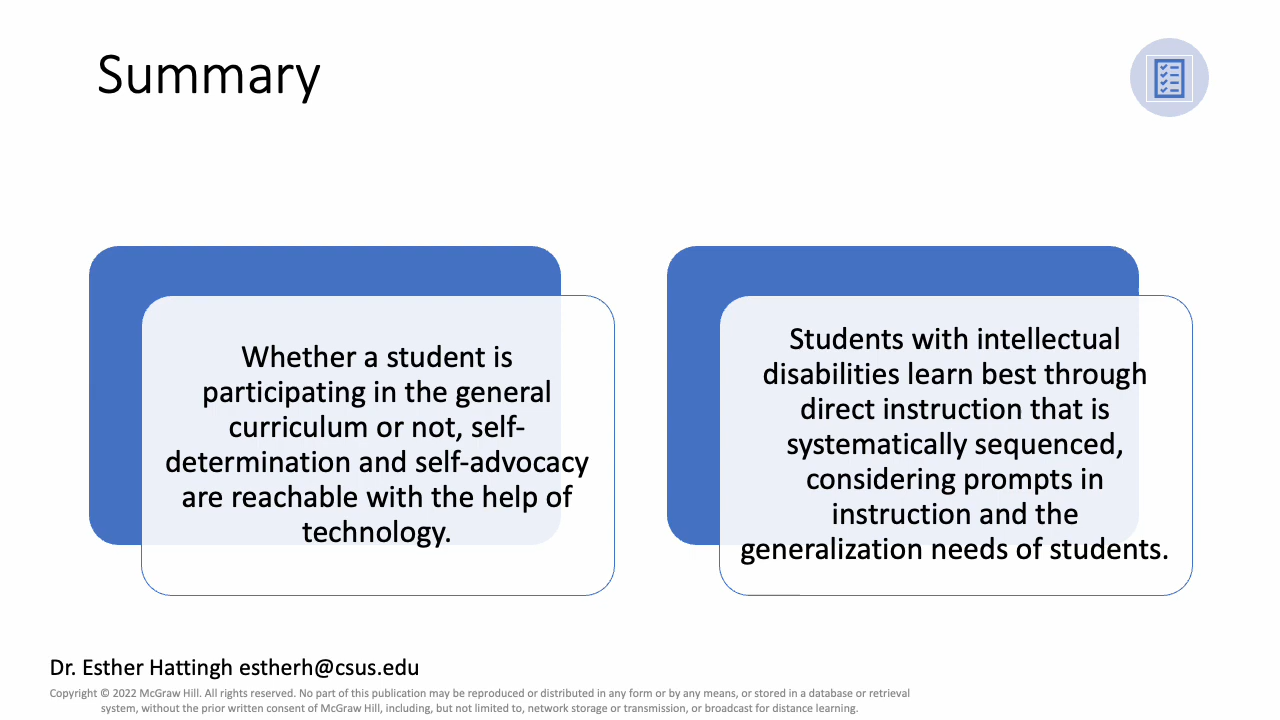 Summary
Whether a student is
participating in the general
curriculum or not, self-
determination and self-advocacy
are reachable with the help of
technology.
Students with intellectual
disabilities learn best through
direct instruction that is
systematically sequenced,
considering prompts in
instruction and the
generalization needs of students.
Dr. Esther Hattingh estherh@csus.edu
Copyright © 2022 McGraw Hill. All rights reserved. No part of this publication may be reproduced or distributed in any form or by any means, or stored in a database or retrieval
system, without the prior written consent of McGraw Hill, including, but not limited to, network storage or transmission, or broadcast for distance learning.